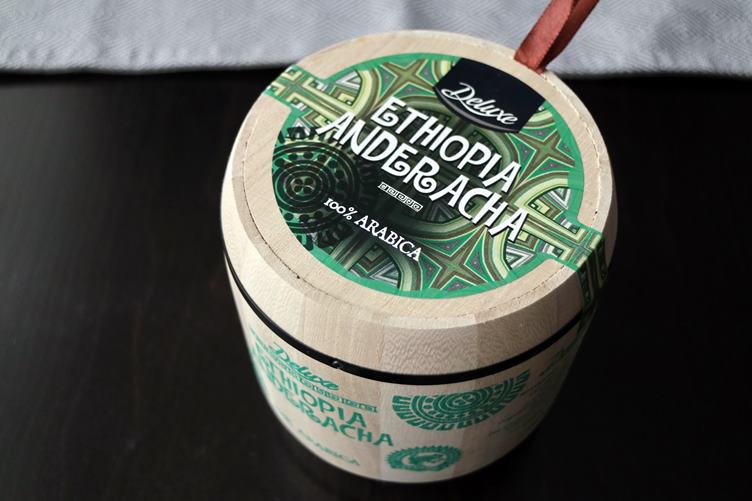 Deluxe
ETHIOPIA
ANDERACHA
100% ARABICA
Deluxe
ETHIOPIA
ANDERACHA
ARABICA